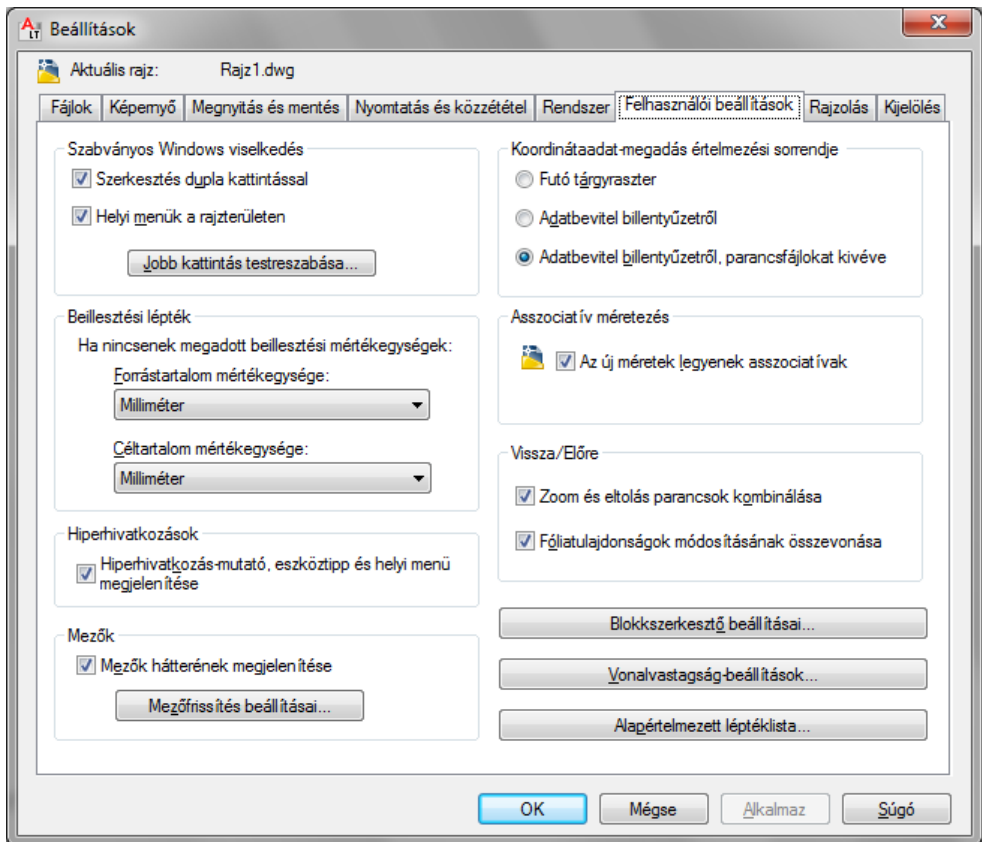 Beállítások
Aktuális rajz: Rajz1.dwg
Fájlok Képernyő Megnyitás és mentés Nyomtatás és közzététel Rendszer Felhasználói beállítások Rajzolás Kijelölés
Szabványos Windows viselkedés
Szerkesztés dupla kattintással
Helyi menük a rajzterületen
Jobb kattintás testreszabása...
Beillesztési lépték
Ha nincsenek megadott beillesztési mértékegységek:
Forrástartalom mértékegysége:
Milliméter
Céltartalom mértékegysége:
Milliméter
Hiperhivatkozások
Hiperhivatkozás-mutató, eszköztipp és helyi menü
megjelenítése
Mezők
Mezők hátterének megjelenítése
Mezőfrissítés beállításai...
Koordinátaadat-megadás értelmezési sorrendje
Futó tárgyraszter
Adatbevitel billentyűzetről
Adatbevitel billentyűzetről, parancsfájlokat kivéve
Asszociatív méretezés
Az új méretek legyenek asszociatívak
Vissza/Előre
Zoom és eltolás parancsok kombinálása
Fóliatulajdonságok módosításának összevonása
Blokkszerkesztő beállításai...
Vonalvastagság-beállítások...
Alapértelmezett léptéklista...
OK Mégse Alkalmaz Súgó